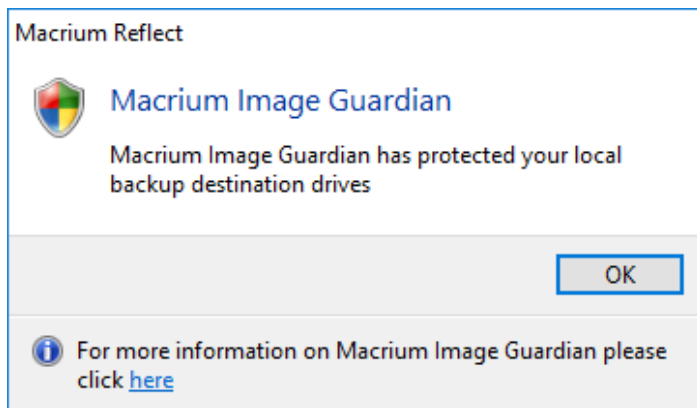 Macrium Reflect
Macrium Image Guardian
Macrium Image Guardian has protected your local
backup destination drives
OK
For more information on Macrium Image Guardian please
click here